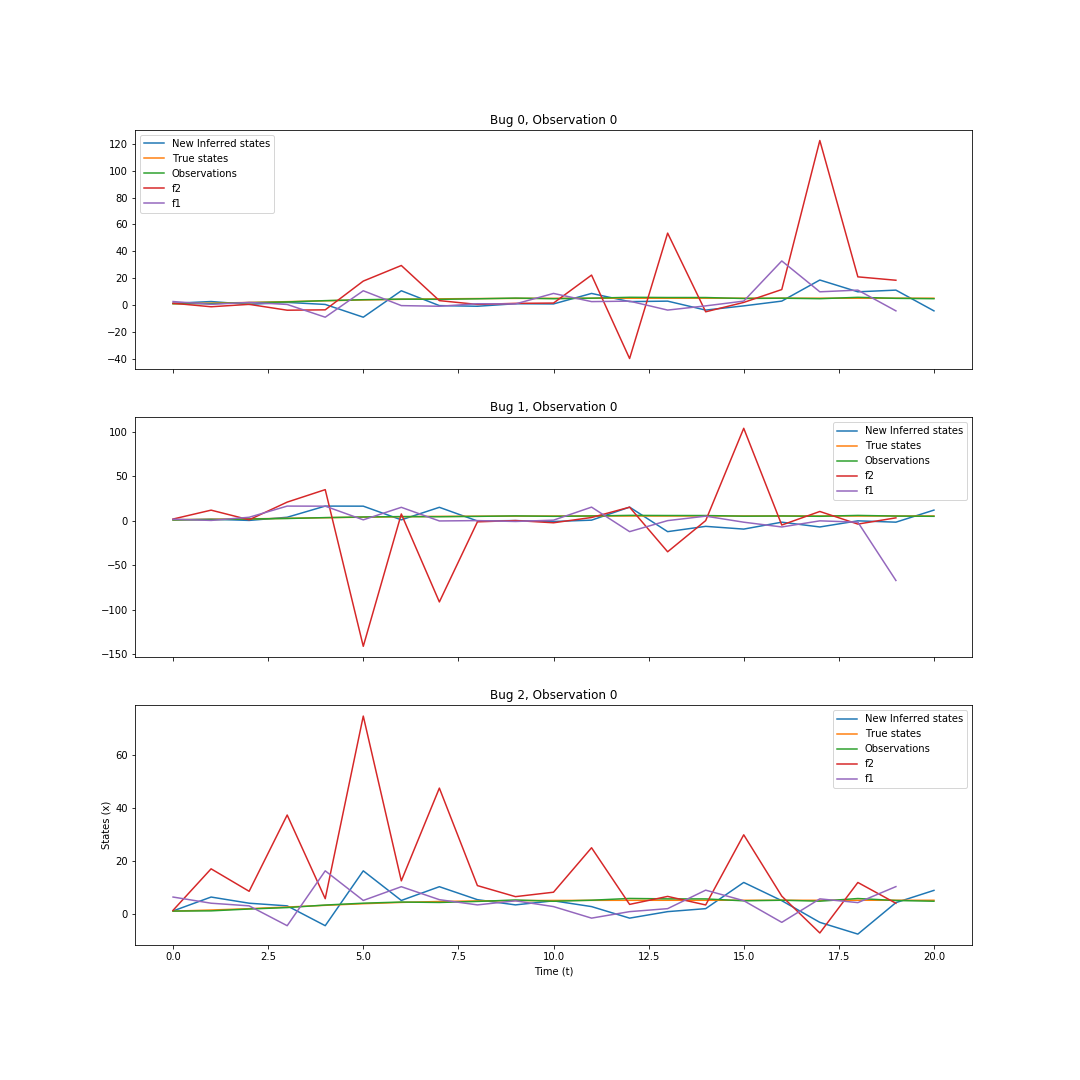 Bug 0, Observation 0
120
100
80
60
40
20
0
−20
−40
New Inferred states
True states
Observations
f2
f1
Bug 1, Observation 0
100
50
0
−50
−100
−150
New Inferred states
True states
Observations
f2
f1
Bug 2, Observation 0
60
40
20
0
States (x)
New Inferred states
True states
Observations
f2
f1
0.0 2.5 5.0 7.5 10.0 12.5 15.0 17.5 20.0
Time (t)